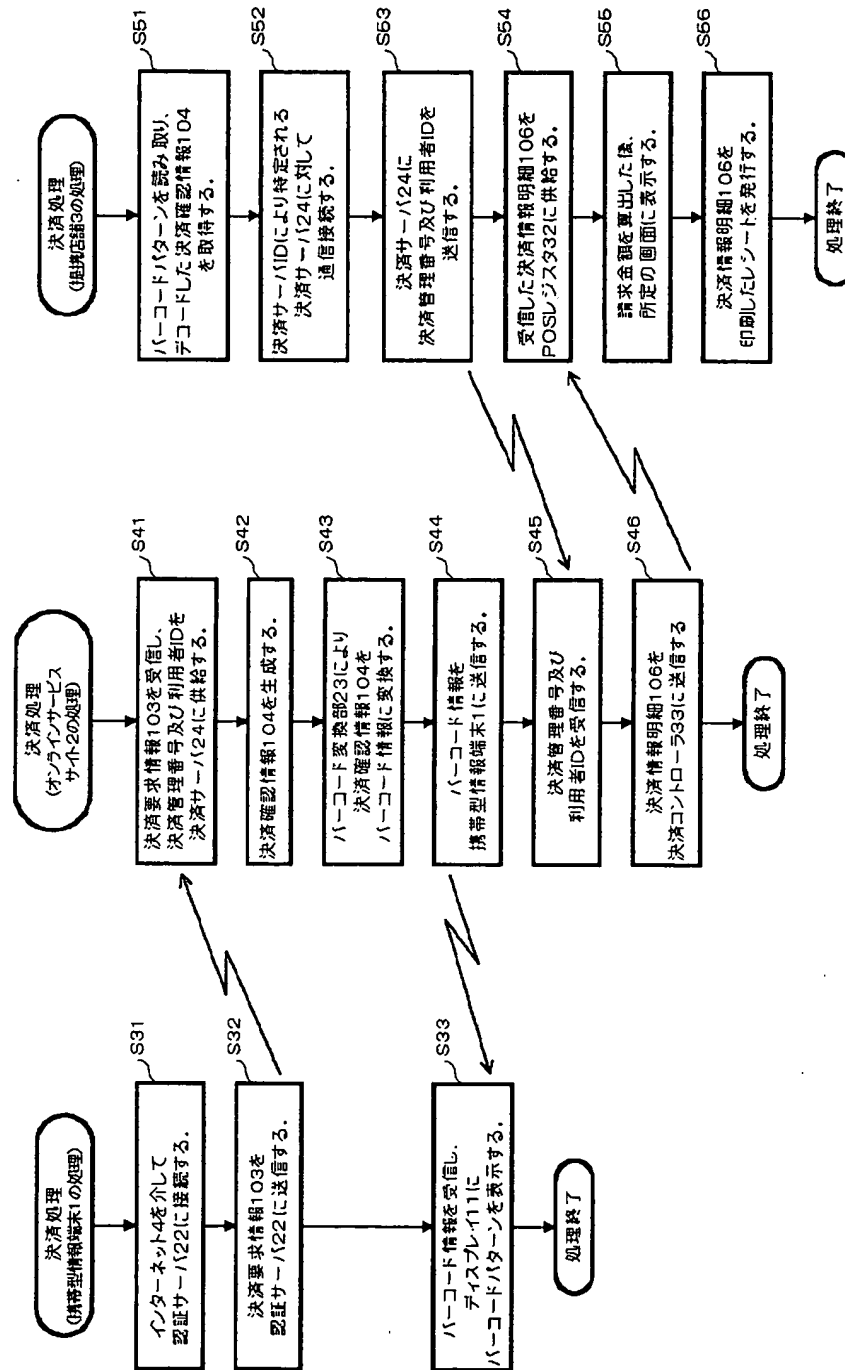 決済処理
(携帯型情報端末1の処理)
S31
インターネット4を介して
認証サーバ22に接続する。
S32
決済要求情報103を
認証サーバ22に送信する。
S33
バーコード情報を受信し、
ディスプレイ11に
バーコードパターンを表示する。
処理終了
決済処理
(オンラインサービス
サイト2の処理)
S41
決済要求情報103を受信し、
決済管理番号及び利用者IDを
決済サーバ24に供給する。
S42
決済確認情報104を生成する。
S43
バーコード変換部23により
決済確認情報104を
バーコード情報に変換する。
S44
バーコード情報を
携帯型情報端末1に送信する。
S45
決済管理番号及び
利用者IDを受信する。
S46
決済情報明細106を
決済コントローラ33に送信する
処理終了
決済処理
(提携店舗3の処理)
S51
バーコードパターンを読み取り、
デコードした決済確認情報104
を取得する。
S52
決済サーバIDにより特定される
決済サーバ24に対して
通信接続する。
S53
決済サーバ24に
決済管理番号及び利用者IDを
送信する。
S54
受信した決済情報明細106を
POSレジスタ32に供給する。
S55
請求金額を算出した後、
所定の画面に表示する。
S56
決済情報明細106を
印刷したレシートを発行する。
処理終了